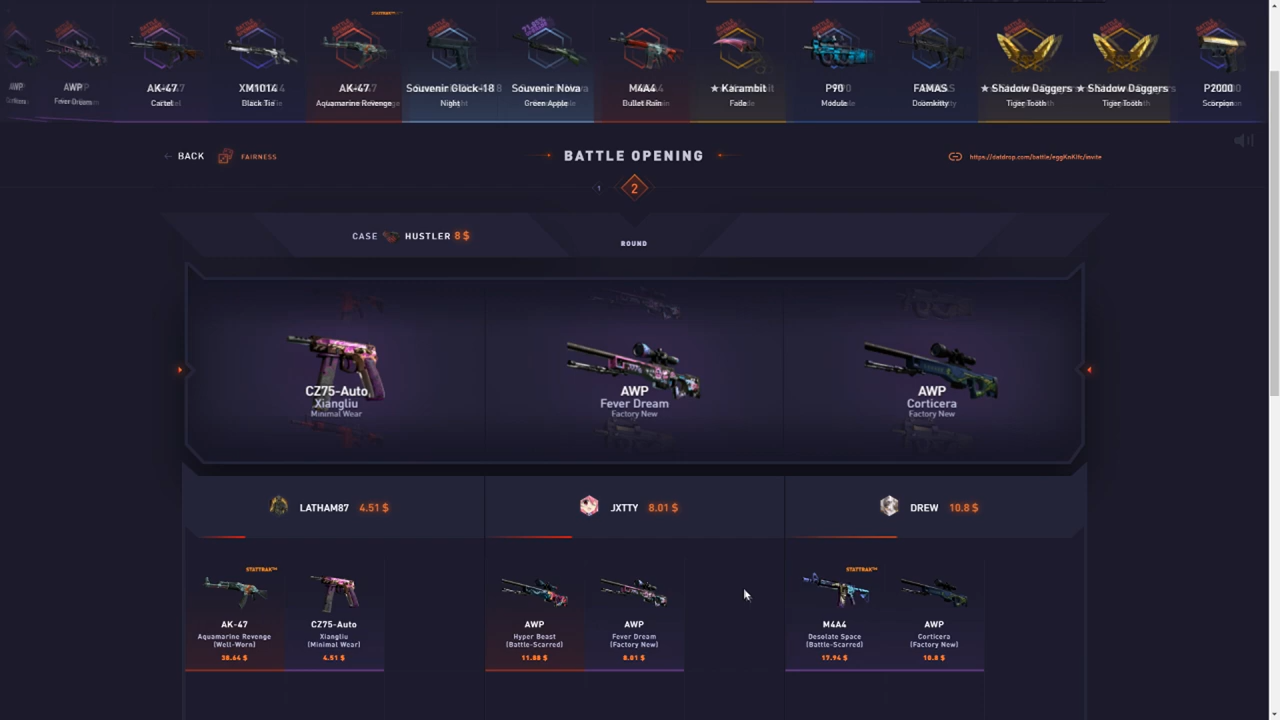 STATTRAK™
AWP
Fever Dream
AK-47
Cartel
XM1014
Black Tie
AK-47
Aquamarine Revenge
Souvenir Glock-18
Night
Souvenir Nova
Green Apple
M4A4
Bullet Rain
★ Karambit
Fade
P90
Module
FAMAS
★ Shadow Daggers
Tiger Tooth
★ Shadow Daggers
Tiger Tooth
P2000
Scorpion
← BACK
FAIRNESS
BATTLE OPENING
https://datdrop.com/battle/eggKnKlfc/invite
1
2
CASE HUSTLER 8 $
ROUND
CZ75-Auto
Xiangliu
Minimal Wear
AWP
Fever Dream
Factory New
AWP
Corticera
Factory New
LATHAM87 4.51 $
JXTTY 8.01 $
DREW 10.8 $
STATTRAK™
AK-47
Aquamarine Revenge
(Well-Worn)
38.64 $
CZ75-Auto
Xiangliu
(Minimal Wear)
4.51 $
AWP
Hyper Beast
(Battle-Scarred)
11.88 $
AWP
Fever Dream
(Factory New)
8.01 $
STATTRAK™
M4A4
Desolate Space
(Battle-Scarred)
17.94 $
AWP
Corticera
(Factory New)
10.8 $